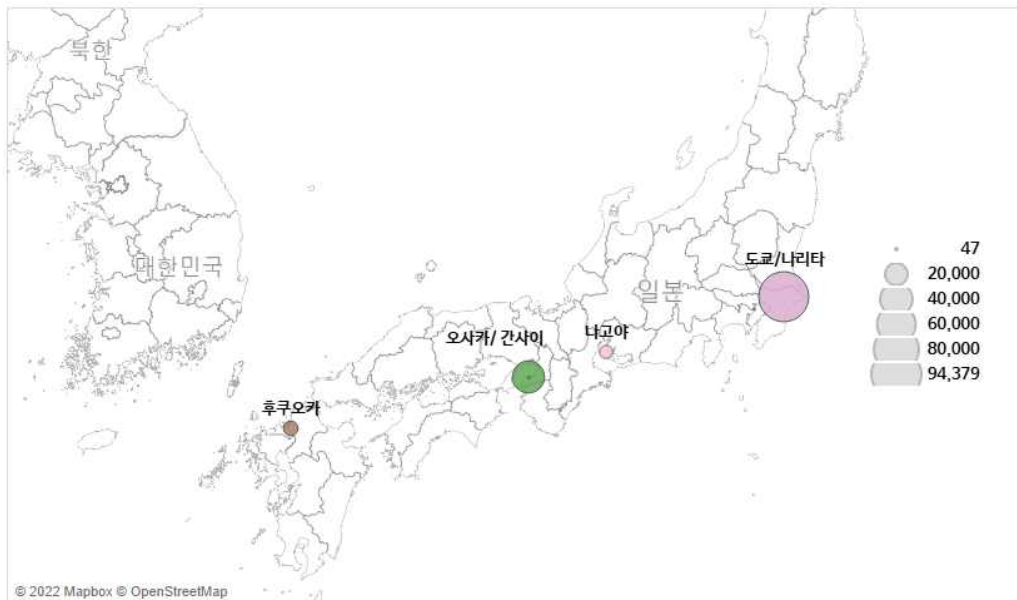 북한
대한민국
일본
도쿄/나리타
나고야
오사카/ 간사이
후쿠오카
47
20,000
40,000
60,000
80,000
94,379
© 2022 Mapbox © OpenStreetMap